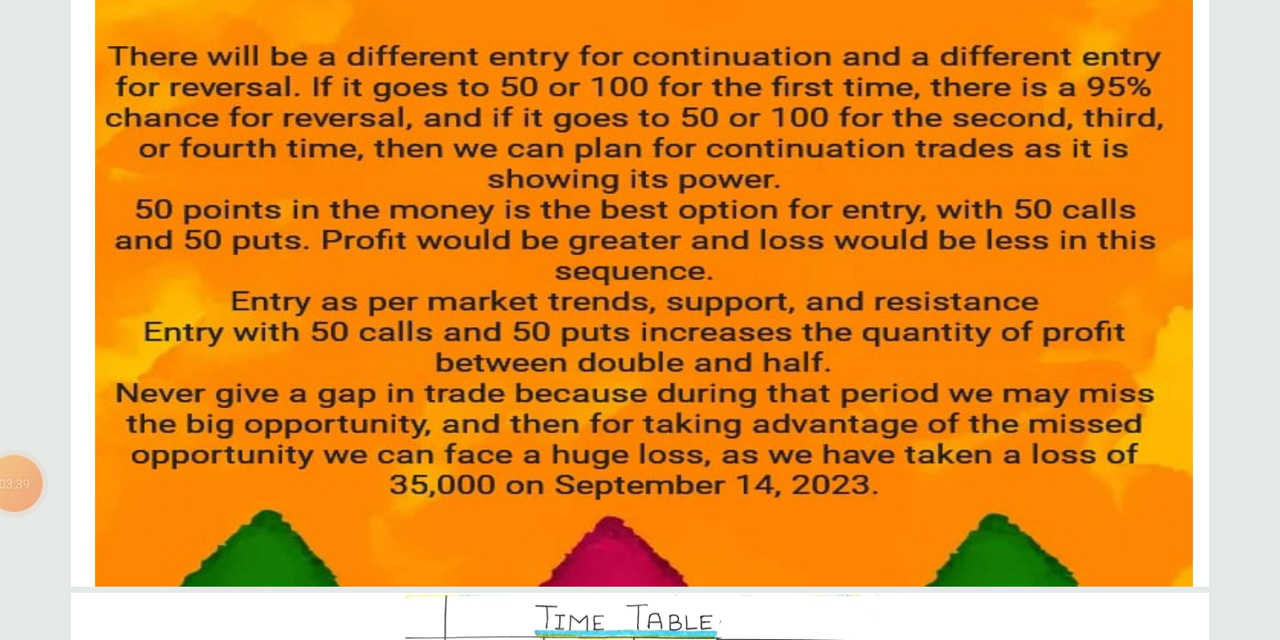 There will be a different entry for continuation and a different entry
for reversal. If it goes to 50 or 100 for the first time, there is a 95%
chance for reversal, and if it goes to 50 or 100 for the second, third,
or fourth time, then we can plan for continuation trades as it is
showing its power.
50 points in the money is the best option for entry, with 50 calls
and 50 puts. Profit would be greater and loss would be less in this
sequence.
Entry as per market trends, support, and resistance
Entry with 50 calls and 50 puts increases the quantity of profit
between double and half.
Never give a gap in trade because during that period we may miss
the big opportunity, and then for taking advantage of the missed
opportunity we can face a huge loss, as we have taken a loss of
03:39
35,000 on September 14, 2023.
TIME TABLE